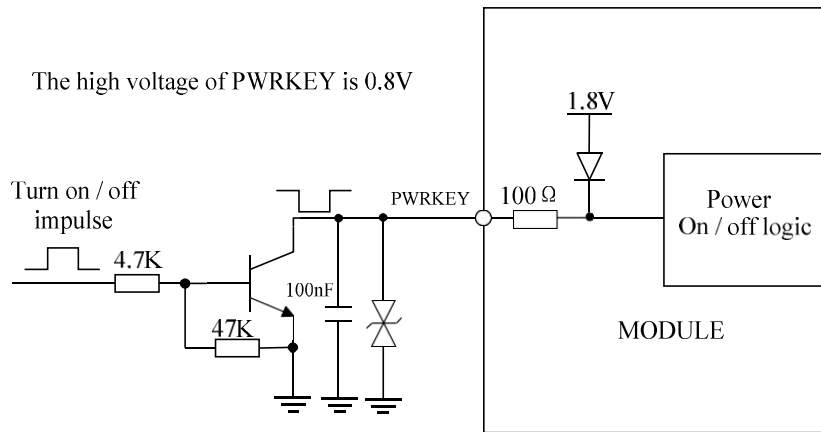 The high voltage of PWRKEY is 0.8V
1.8V
Turn on / off
impulse
PWRKEY
100Ω
Power
On / off logic
4.7K
100nF
47K
MODULE